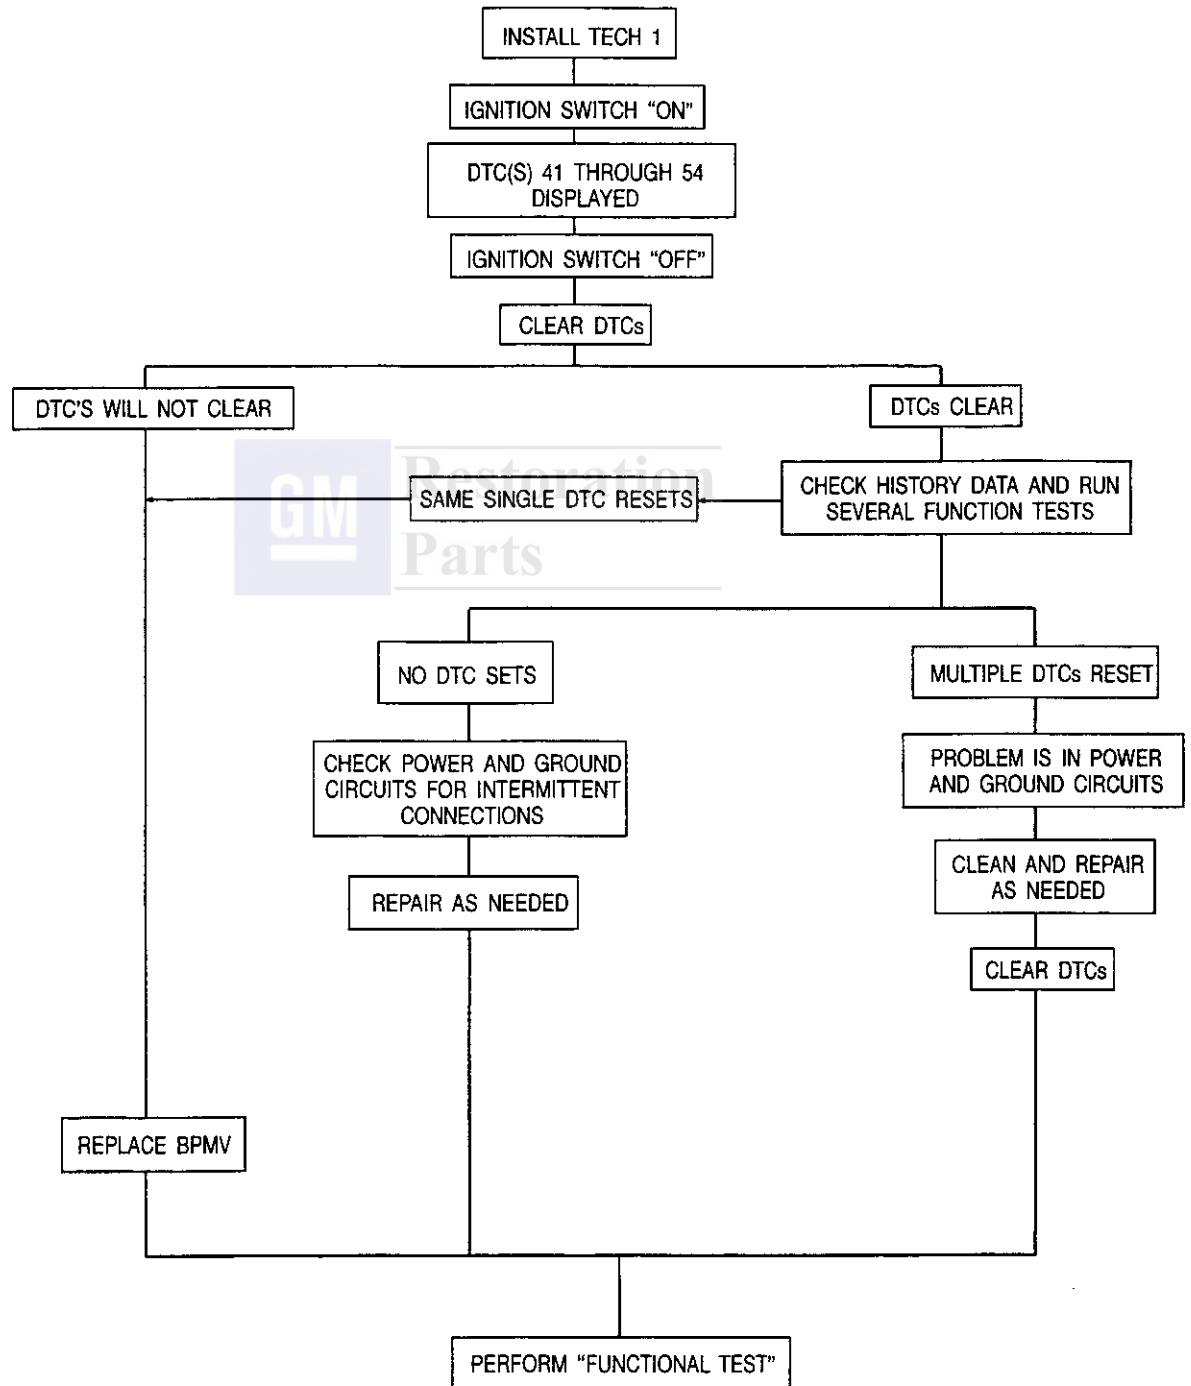 INSTALL TECH 1
IGNITION SWITCH “ON”
DTC(S) 41 THROUGH 54
DISPLAYED
IGNITION SWITCH “OFF”
CLEAR DTCs
DTC'S WILL NOT CLEAR
DTCs CLEAR
GM
Restoration
Parts
SAME SINGLE DTC RESETS
CHECK HISTORY DATA AND RUN
SEVERAL FUNCTION TESTS
NO DTC SETS
MULTIPLE DTCs RESET
CHECK POWER AND GROUND
CIRCUITS FOR INTERMITTENT
CONNECTIONS
PROBLEM IS IN POWER
AND GROUND CIRCUITS
REPAIR AS NEEDED
CLEAN AND REPAIR
AS NEEDED
CLEAR DTCs
REPLACE BPMV
PERFORM “FUNCTIONAL TEST”